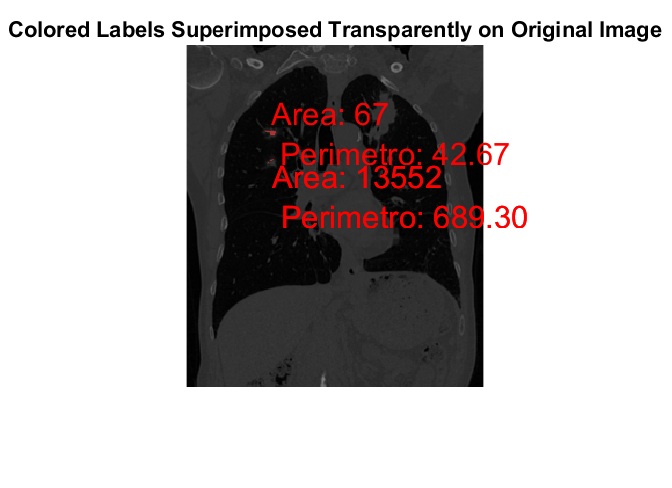 Colored Labels Superimposed Transparently on Original Image
Area: 67
Perimetro: 42.67
Area: 13552
Perimetro: 689.30